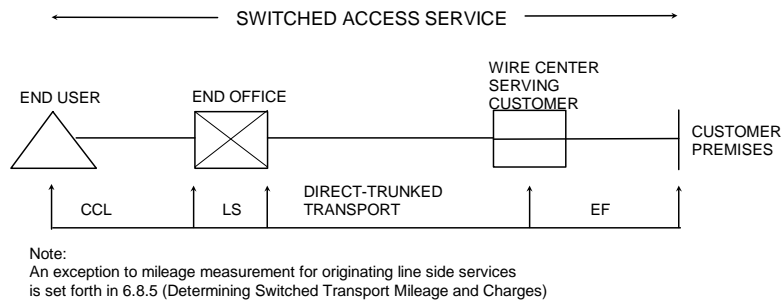 SWITCHED ACCESS SERVICE
WIRE CENTER
SERVING
CUSTOMER
END USER
END OFFICE
CUSTOMER
PREMISES
DIRECT-TRUNKED
TRANSPORT
CCL
LS
EF
Note:
An exception to mileage measurement for originating line side services
is set forth in 6.8.5 (Determining Switched Transport Mileage and Charges)